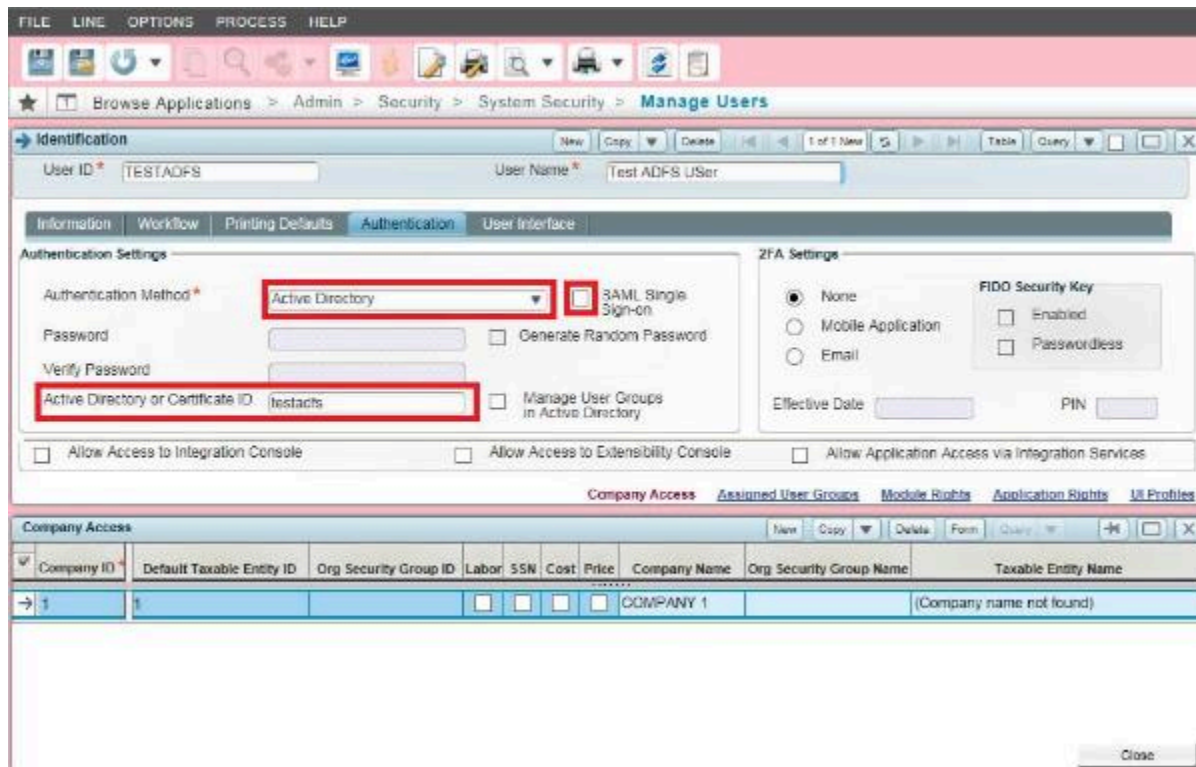 FILE LINE OPTIONS PROCESS HELP
Browse Applications > Admin > Security > System Security > Manage Users
Identification New Copy Delete 1 of 1 New Table Query
User ID * TESTADFS User Name * Test ADFS USer
Information Workflow Printing Defaults Authentication User Interface
Authentication Settings 2FA Settings
Authentication Method * Active Directory SAML Single Sign-on None FIDO Security Key
Password Generate Random Password Mobile Application Enabled
Verify Password Email Passwordless
Active Directory or Certificate ID testadfs Manage User Groups in Active Directory Effective Date PIN
Allow Access to Integration Console Allow Access to Extensibility Console Allow Application Access via Integration Services
Company Access Assigned User Groups Module Rights Application Rights UI Profiles
Company Access New Copy Delete Form Query
Company ID * Default Taxable Entity ID Org Security Group ID Labor SSN Cost Price Company Name Org Security Group Name Taxable Entity Name
1 1 COMPANY 1 (Company name not found)
Close